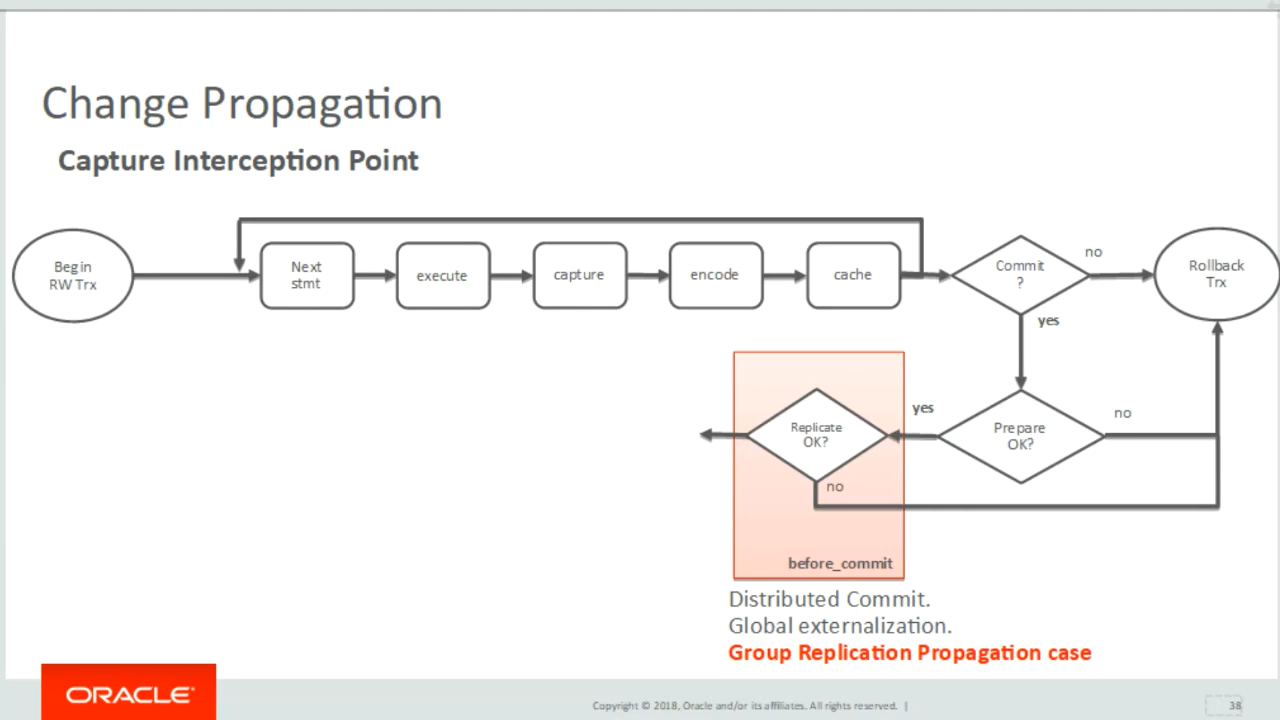 Change Propagation
Capture Interception Point
Begin
RW Trx
Next
stmt
execute
capture
encode
cache
Commit
?
no
Rollback
Trx
yes
Replicate
OK?
yes
Prepare
OK?
no
no
before_commit
Distributed Commit.
Global externalization.
Group Replication Propagation case
ORACLE®
Copyright © 2018, Oracle and/or its affiliates. All rights reserved. |
38